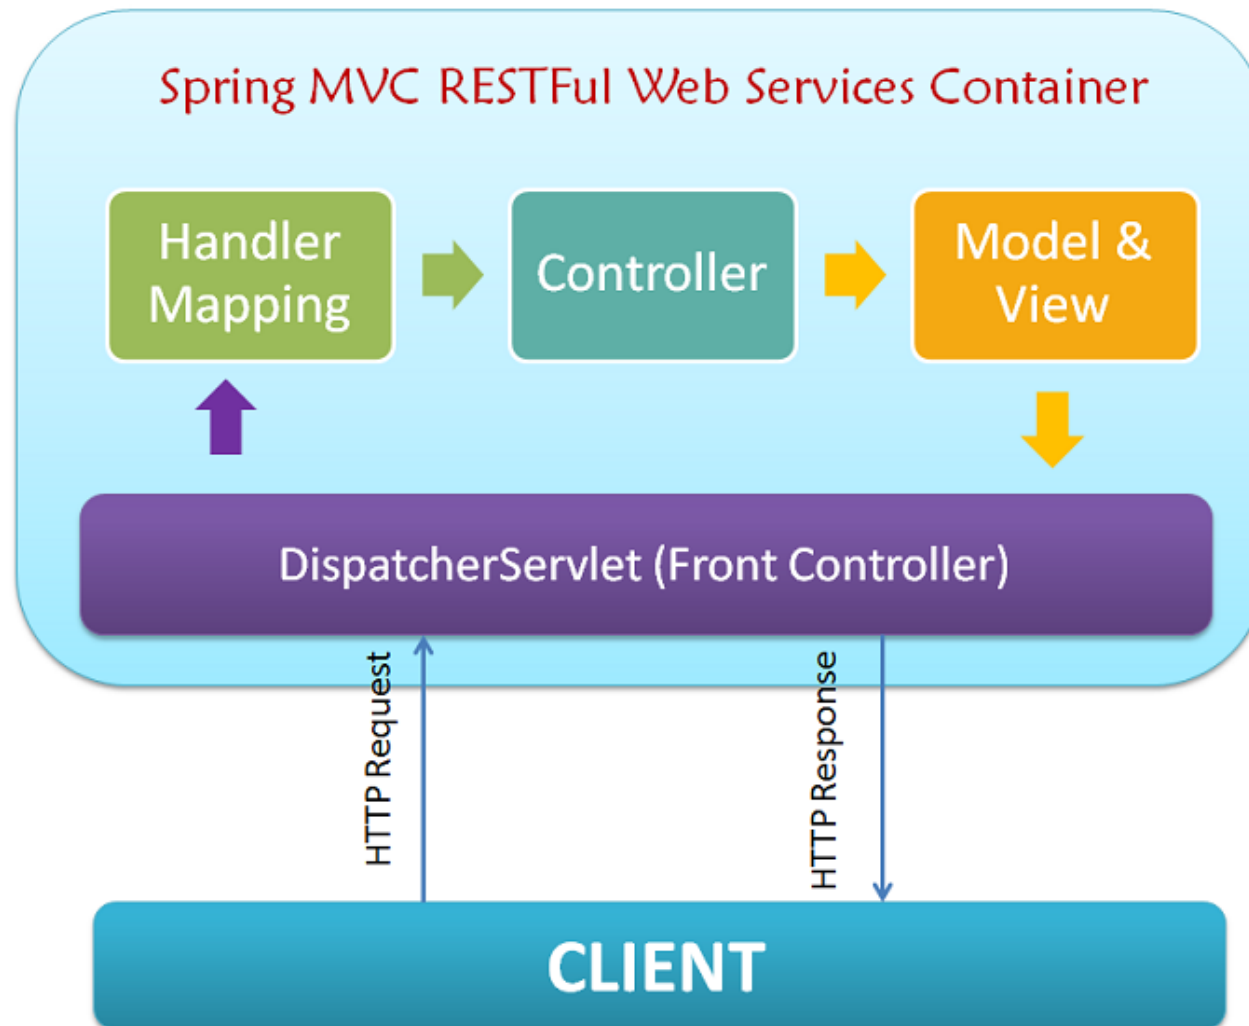 Spring MVC RESTFul Web Services Container
Handler
Mapping
Controller
Model &
View
DispatcherServlet (Front Controller)
HTTP Request
HTTP Response
CLIENT